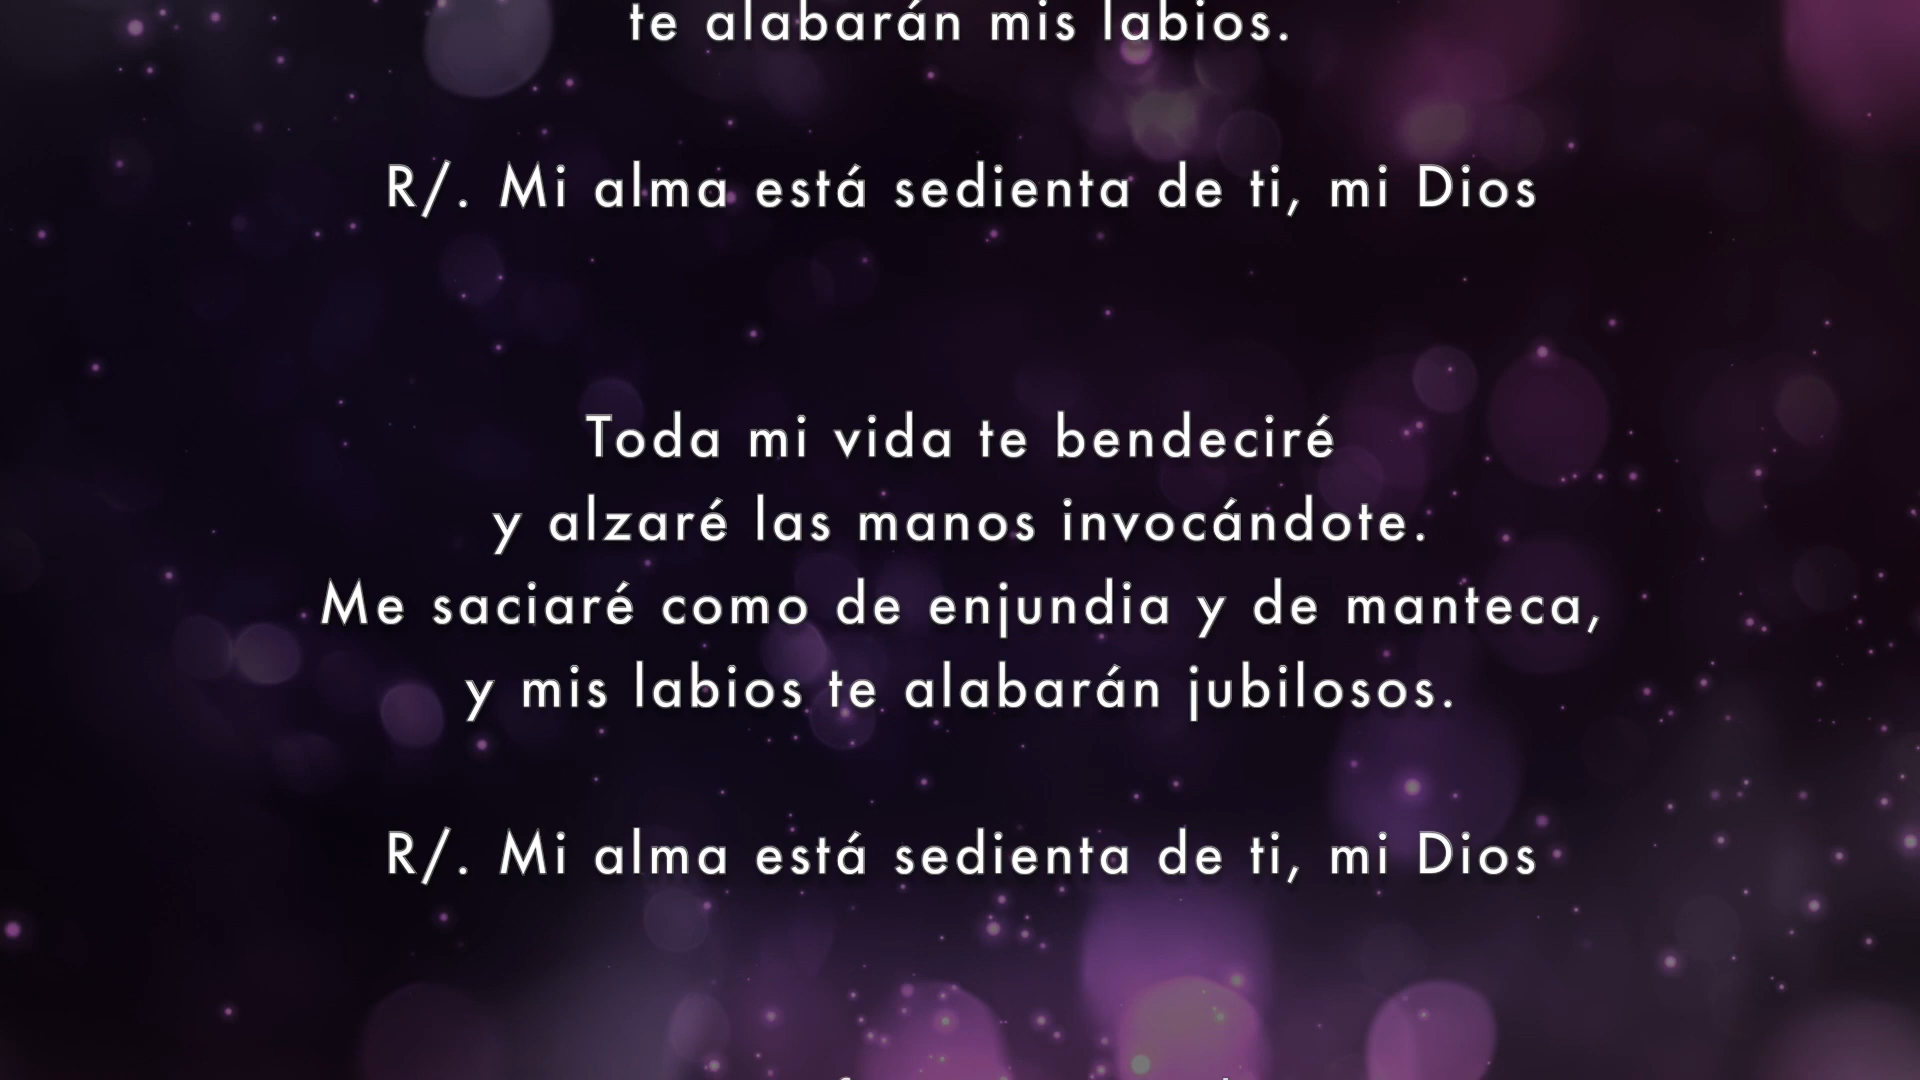 te alabarán mis labios.
R/. Mi alma está sedienta de ti, mi Dios
Toda mi vida te bendeciré
y alzaré las manos invocándote.
Me saciaré como de enjundia y de manteca,
y mis labios te alabarán jubilosos.
R/. Mi alma está sedienta de ti, mi Dios